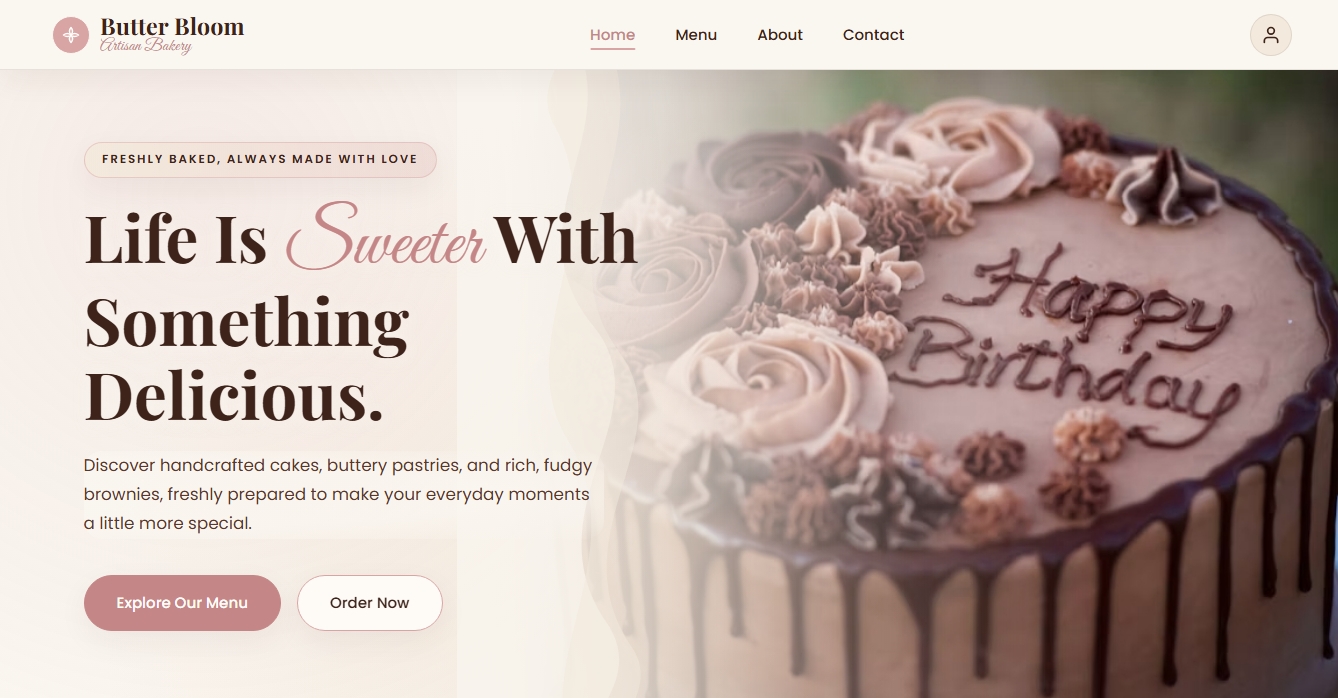 Butter Bloom
Artisan Bakery
Home
Menu
About
Contact
FRESHLY BAKED, ALWAYS MADE WITH LOVE
Life Is Sweeter With
Something
Delicious.
Discover handcrafted cakes, buttery pastries, and rich, fudgy
brownies, freshly prepared to make your everyday moments
a little more special.
Explore Our Menu
Order Now
Happy
Birthday